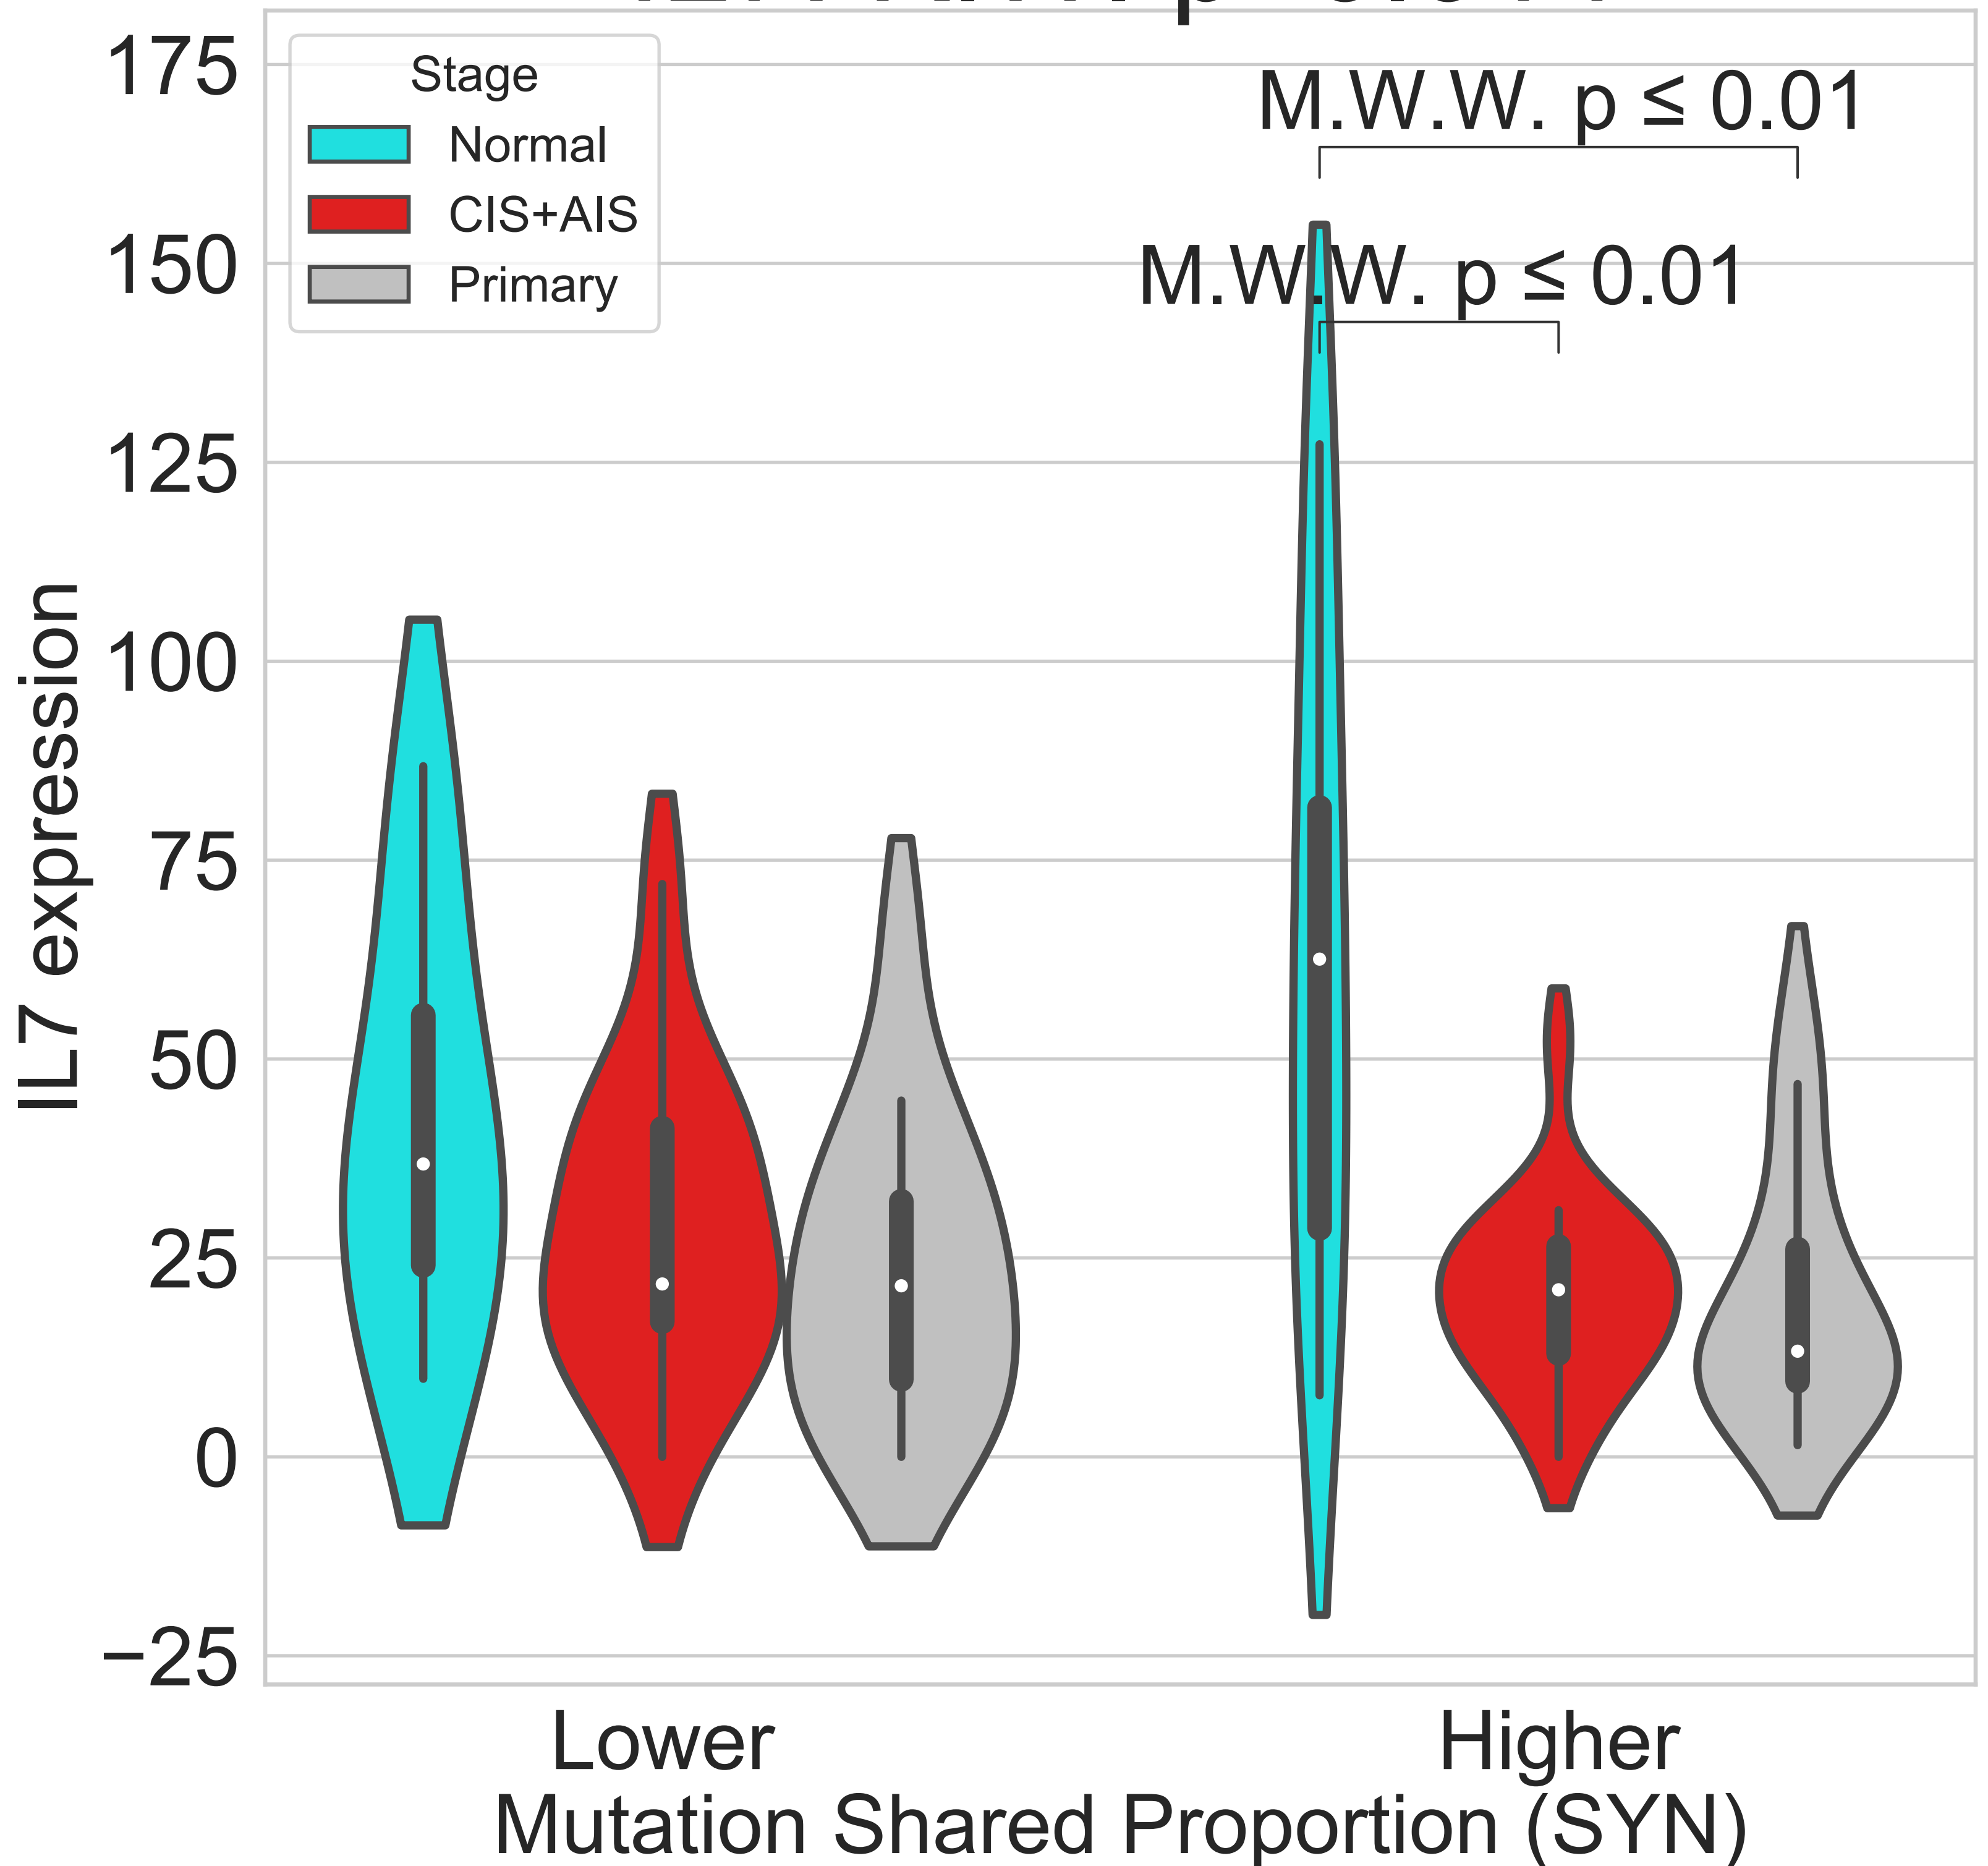 175
150
125
100
75
50
25
0
−25
IL7 expression
Stage
Normal
CIS+AIS
Primary
M.W.W. p ≤ 0.01
M.W.W. p ≤ 0.01
Lower
Higher
Mutation Shared Proportion (SYN)